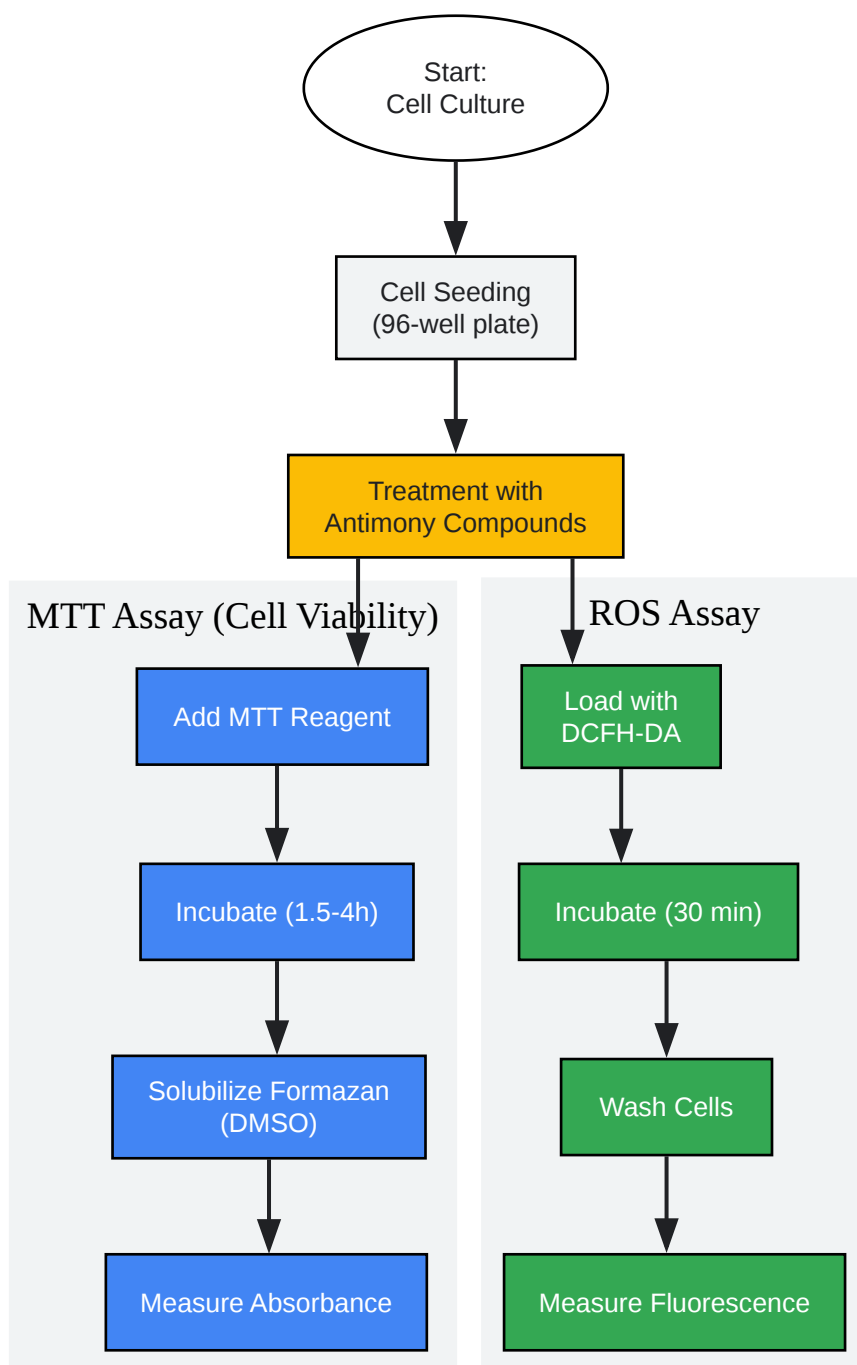 Start:
Cell Culture
Cell Seeding
(96-well plate)
Treatment with
Antimony Compounds
MTT Assay (Cell Viability)
Add MTT Reagent
Incubate (1.5-4h)
Solubilize Formazan
(DMSO)
Measure Absorbance
ROS Assay
Load with
DCFH-DA
Incubate (30 min)
Wash Cells
Measure Fluorescence